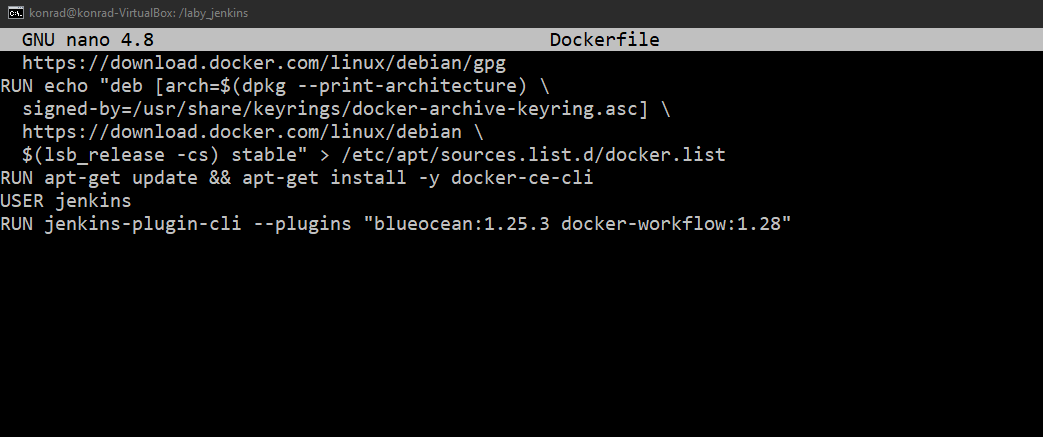 konrad@konrad-VirtualBox: /laby_jenkins
GNU nano 4.8 Dockerfile
https://download.docker.com/linux/debian/gpg
RUN echo "deb [arch=$(dpkg --print-architecture) \
signed-by=/usr/share/keyrings/docker-archive-keyring.asc] \
https://download.docker.com/linux/debian \
$(lsb_release -cs) stable" > /etc/apt/sources.list.d/docker.list
RUN apt-get update && apt-get install -y docker-ce-cli
USER jenkins
RUN jenkins-plugin-cli --plugins "blueocean:1.25.3 docker-workflow:1.28"